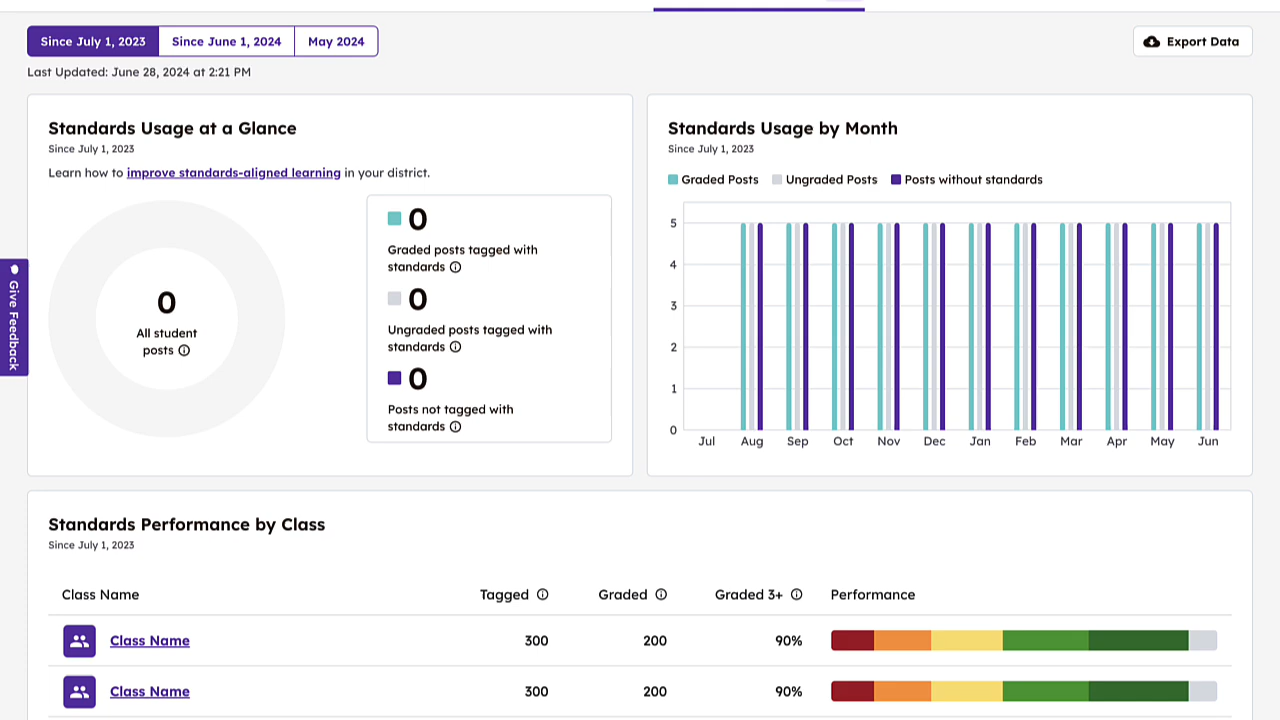 Since July 1, 2023
Since June 1, 2024
May 2024
Export Data
Last Updated: June 28, 2024 at 2:21 PM
Give Feedback
Standards Usage at a Glance
Since July 1, 2023
Learn how to improve standards-aligned learning in your district.
0
All student
posts
0
Graded posts tagged with
standards
0
Ungraded posts tagged with
standards
0
Posts not tagged with
standards
Standards Usage by Month
Since July 1, 2023
Graded Posts Ungraded Posts Posts without standards
5
4
3
2
1
0
Jul Aug Sep Oct Nov Dec Jan Feb Mar Apr May Jun
Standards Performance by Class
Since July 1, 2023
Class Name Tagged Graded Graded 3+ Performance
Class Name 300 200 90%
Class Name 300 200 90%